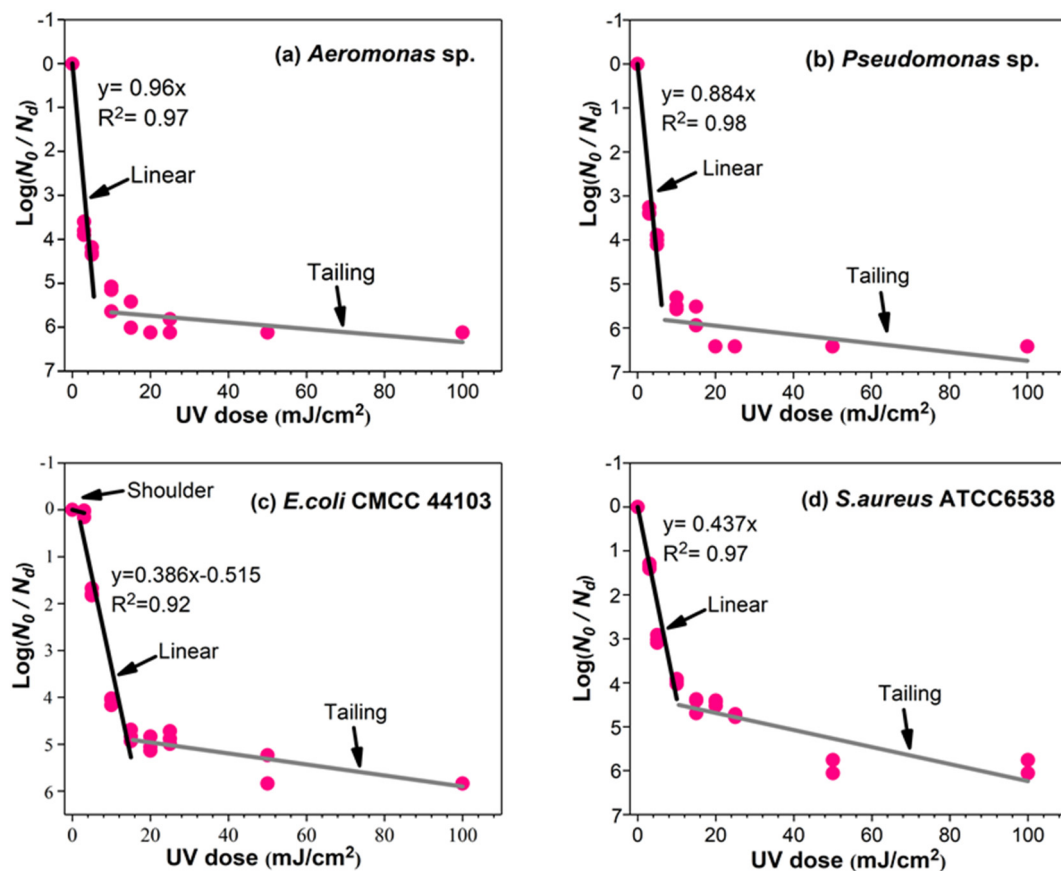 (a) Aeromonas sp.
y= 0.96x
R²= 0.97
Linear
Tailing
Log(N₀ / N_d)
-1
0
1
2
3
4
5
6
7
0 20 40 60 80 100
UV dose (mJ/cm²)
(b) Pseudomonas sp.
y= 0.884x
R²= 0.98
Linear
Tailing
Log(N₀ / N_d)
-1
0
1
2
3
4
5
6
7
0 20 40 60 80 100
UV dose (mJ/cm²)
Shoulder
(c) E.coli CMCC 44103
y=0.386x-0.515
R²=0.92
Linear
Tailing
Log(N₀ / N_d)
-1
0
1
2
3
4
5
6
0 20 40 60 80 100
UV dose (mJ/cm²)
(d) S.aureus ATCC6538
y= 0.437x
R²= 0.97
Linear
Tailing
Log(N₀ / N_d)
-1
0
1
2
3
4
5
6
7
0 20 40 60 80 100
UV dose (mJ/cm²)